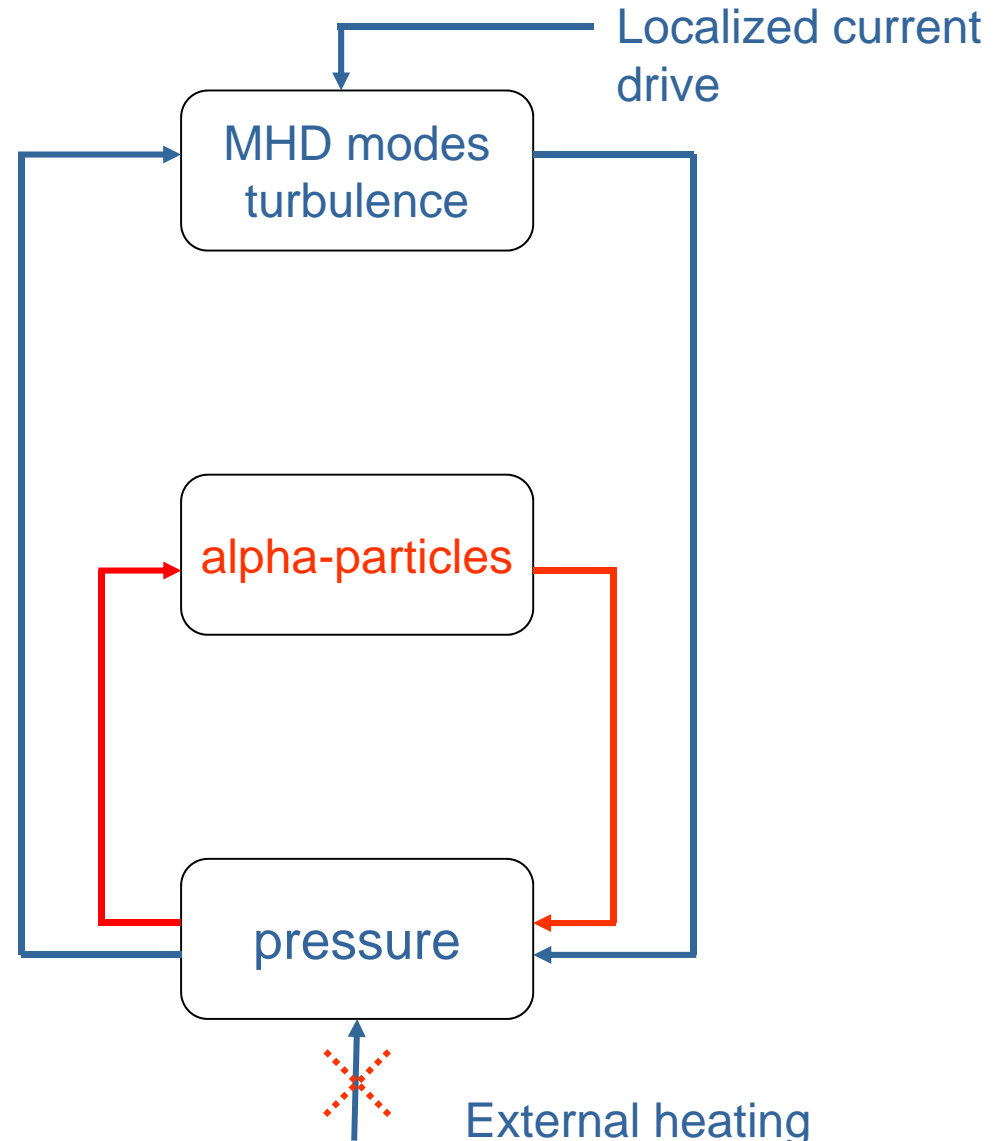 Localized current
drive
MHD modes
turbulence
alpha-particles
pressure
External heating